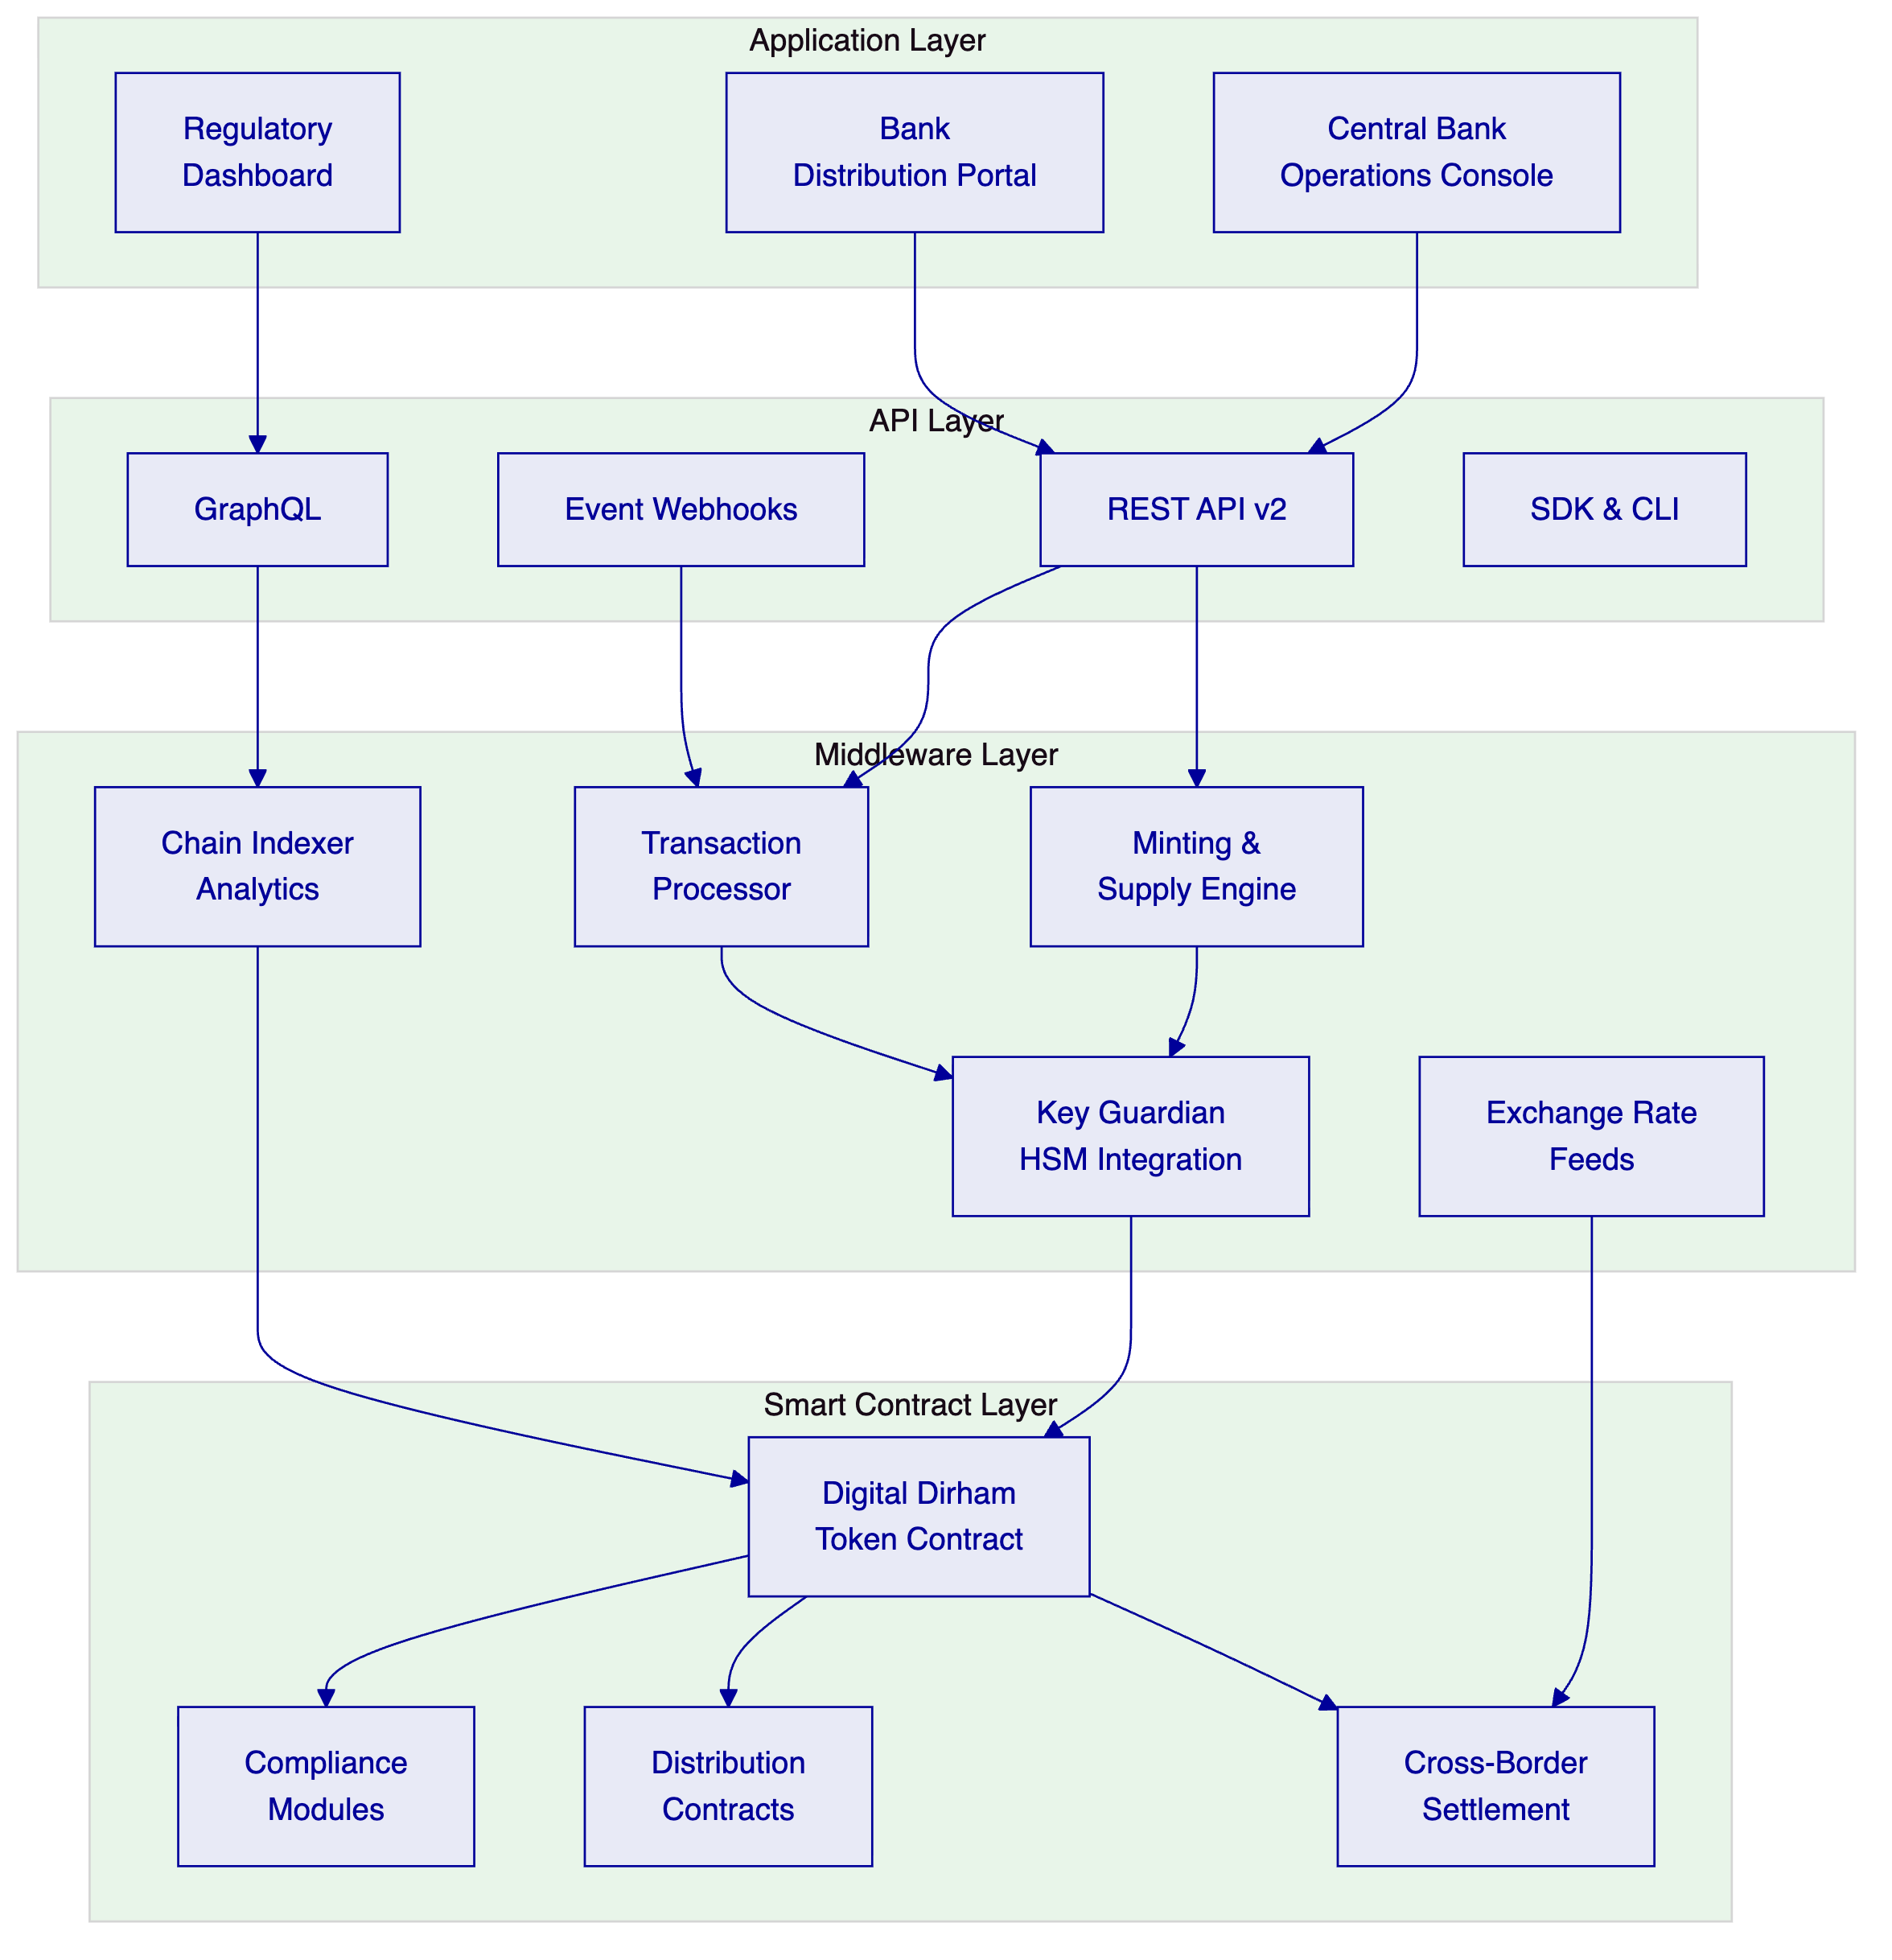 Application Layer
Regulatory
Dashboard
Bank
Distribution Portal
Central Bank
Operations Console
API Layer
GraphQL
Event Webhooks
REST API v2
SDK & CLI
Middleware Layer
Chain Indexer
Analytics
Transaction
Processor
Minting &
Supply Engine
Key Guardian
HSM Integration
Exchange Rate
Feeds
Smart Contract Layer
Digital Dirham
Token Contract
Compliance
Modules
Distribution
Contracts
Cross-Border
Settlement